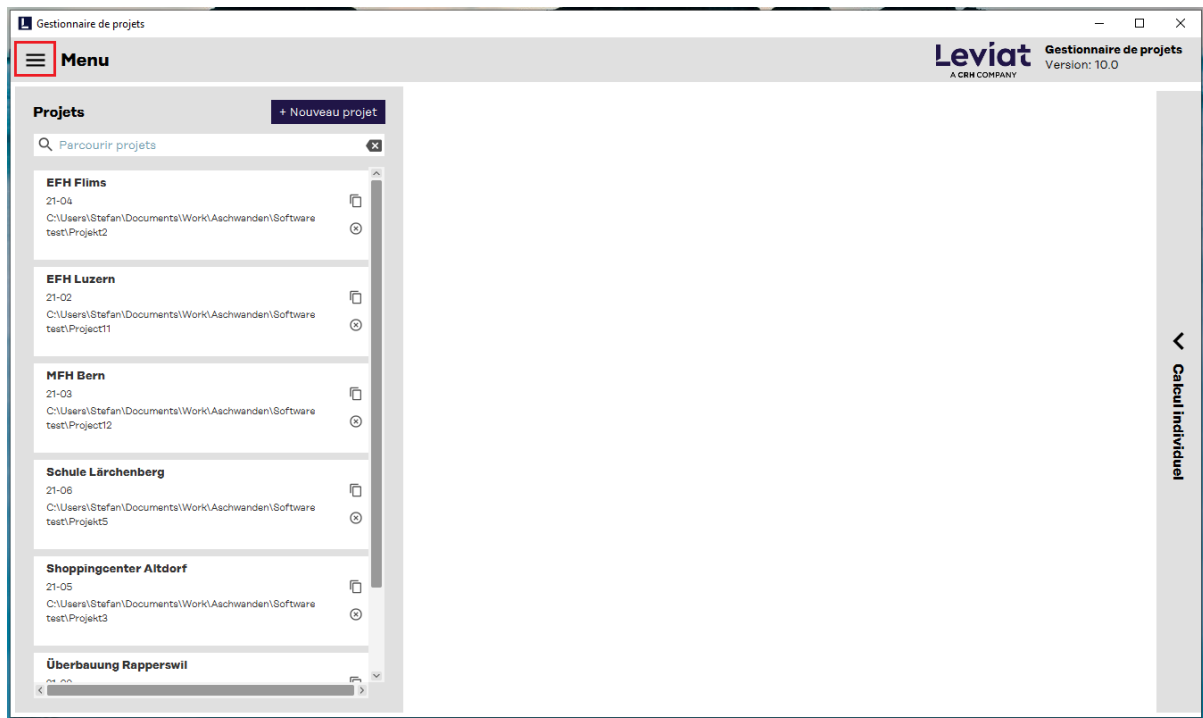 Gestionnaire de projets
Menu
Leviat
A CRH COMPANY
Gestionnaire de projets
Version: 10.0
Projets
+ Nouveau projet
Parcourir projets
EFH Flims
21-04
C:\Users\Stefan\Documents\Work\Aschwanden\Software
test\Projekt2
EFH Luzern
21-02
C:\Users\Stefan\Documents\Work\Aschwanden\Software
test\Project11
MFH Bern
21-03
C:\Users\Stefan\Documents\Work\Aschwanden\Software
test\Project12
Schule Lärchenberg
21-06
C:\Users\Stefan\Documents\Work\Aschwanden\Software
test\Projekt5
Shoppingcenter Altdorf
21-05
C:\Users\Stefan\Documents\Work\Aschwanden\Software
test\Projekt3
Überbauung Rapperswil
Calcul individuel